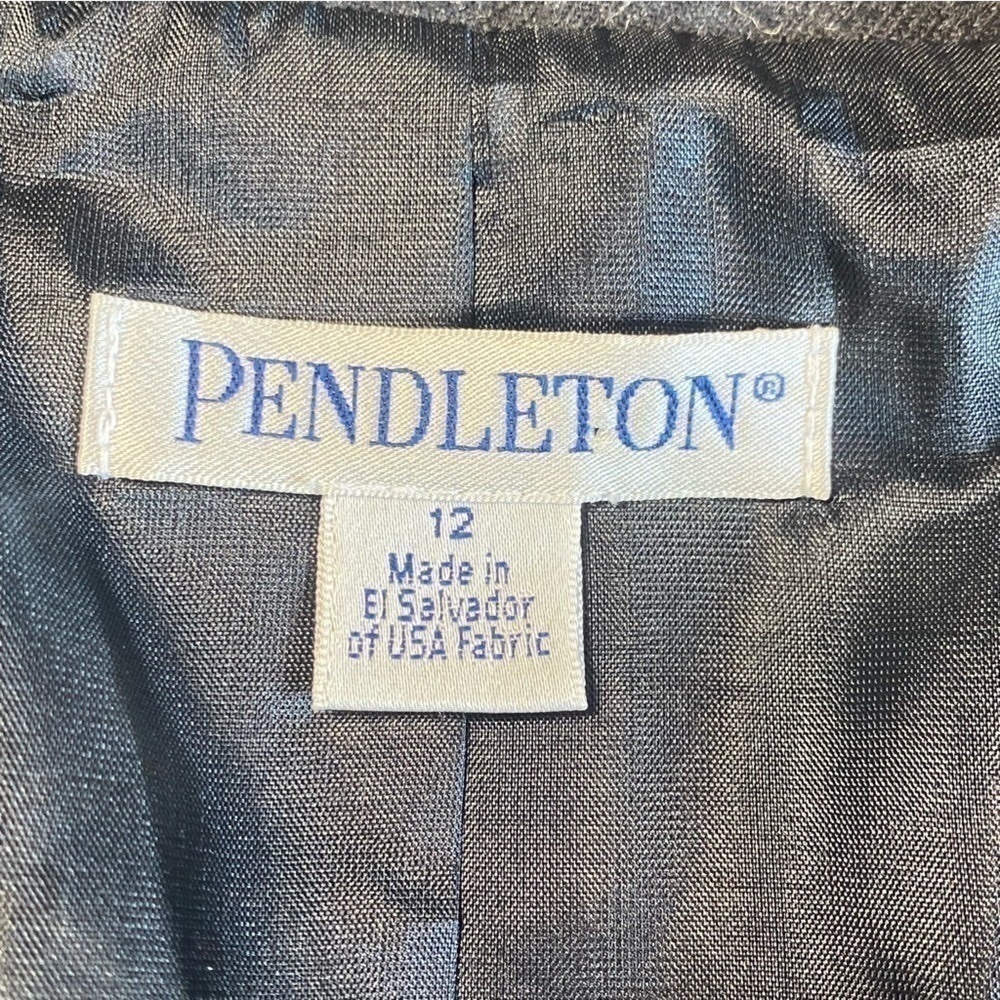 PENDLETON®
12
Made in
El Salvador
of USA Fabric